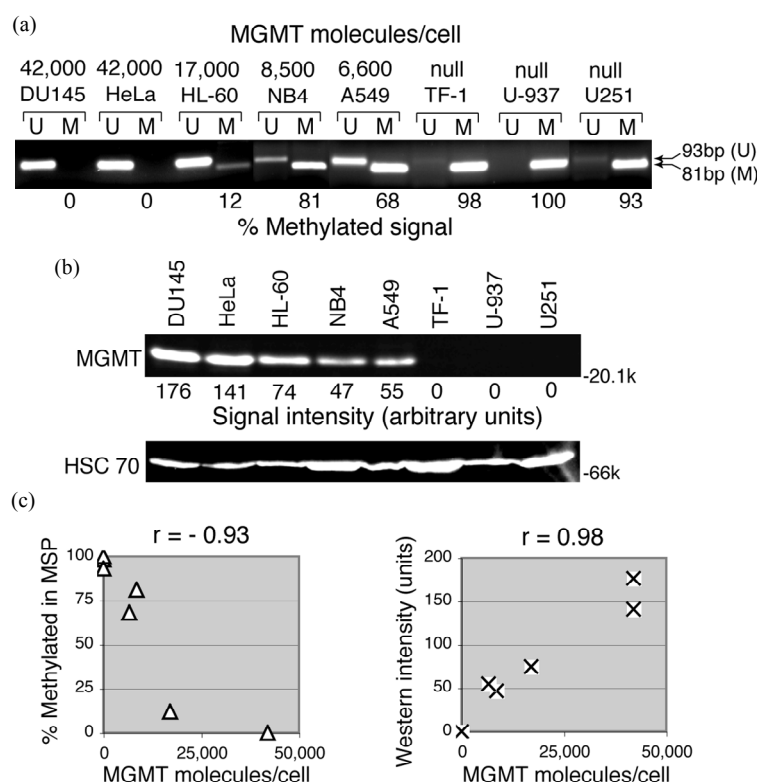 (a)
MGMT molecules/cell
42,000 42,000 17,000 8,500 6,600 null null null
DU145 HeLa HL-60 NB4 A549 TF-1 U-937 U251
U M U M U M U M U M U M U M U M
93bp (U)
81bp (M)
0 0 12 81 68 98 100 93
% Methylated signal
(b)
DU145 HeLa HL-60 NB4 A549 TF-1 U-937 U251
MGMT
-20.1k
176 141 74 47 55 0 0 0
Signal intensity (arbitrary units)
HSC 70
-66k
(c)
r = - 0.93
% Methylated in MSP
100
75
50
25
0
0 25,000 50,000
MGMT molecules/cell
r = 0.98
Western intensity (units)
200
150
100
50
0
0 25,000 50,000
MGMT molecules/cell